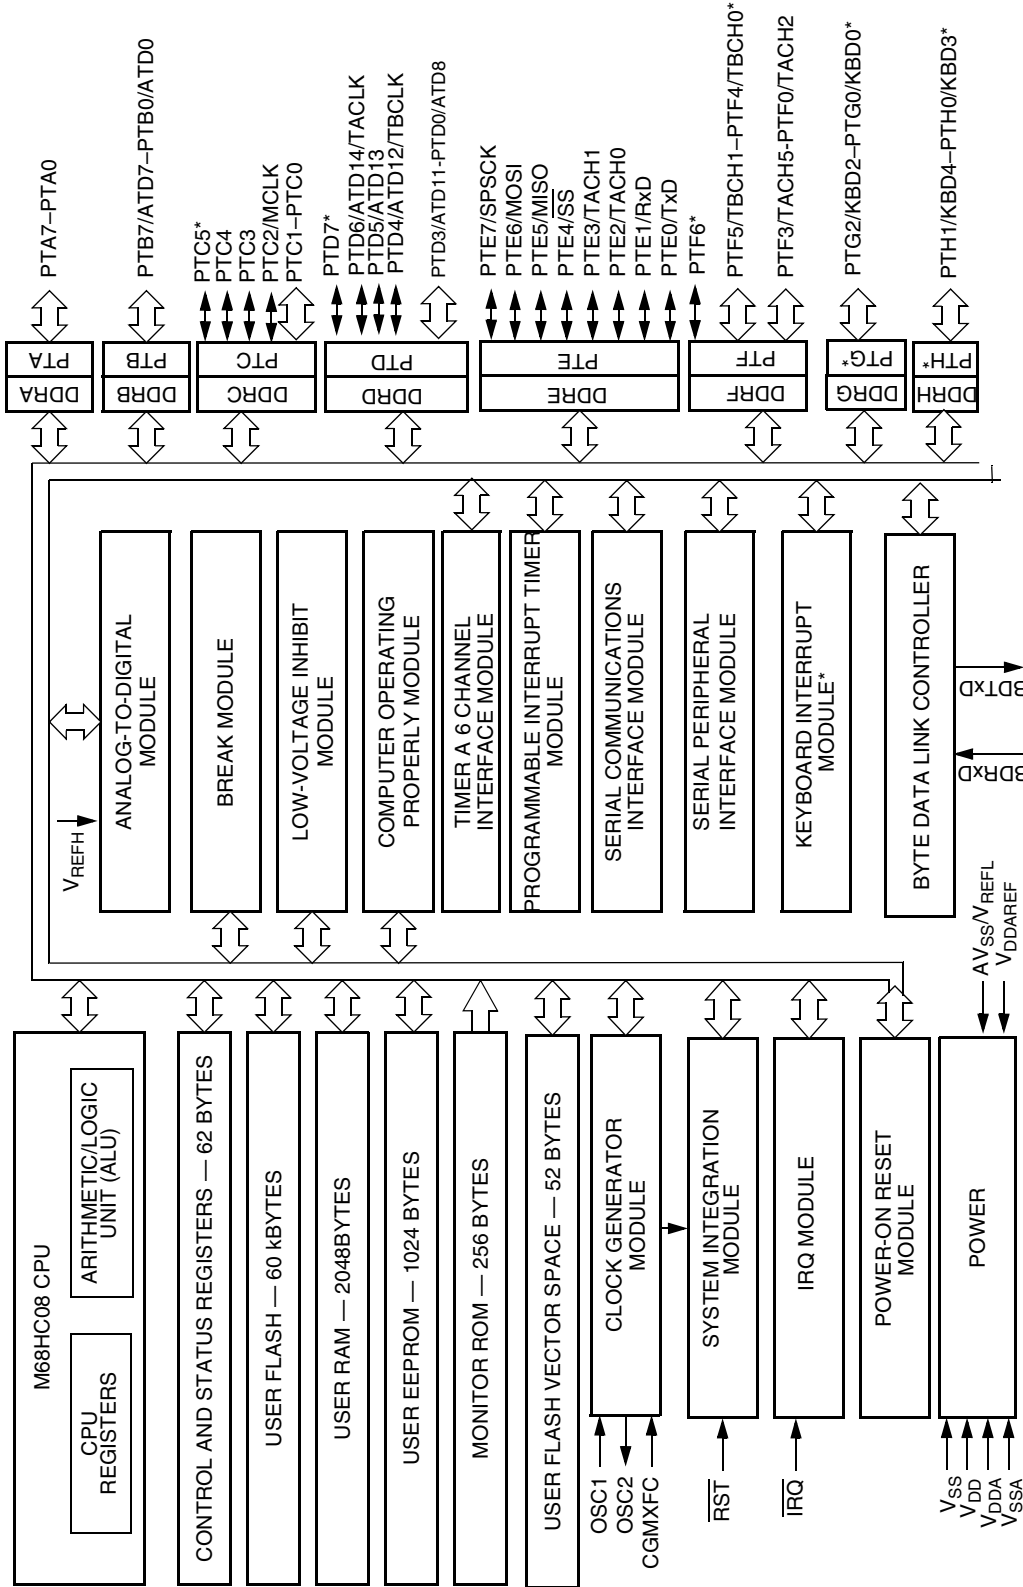 M68HC08 CPU
CPU
REGISTERS
ARITHMETIC/LOGIC
UNIT (ALU)
CONTROL AND STATUS REGISTERS — 62 BYTES
USER FLASH — 60 kBYTES
USER RAM — 2048BYTES
USER EEPROM — 1024 BYTES
MONITOR ROM — 256 BYTES
USER FLASH VECTOR SPACE — 52 BYTES
OSC1
OSC2
CGMXFC
CLOCK GENERATOR
MODULE
RST
SYSTEM INTEGRATION
MODULE
IRQ
IRQ MODULE
POWER-ON RESET
MODULE
VSS
VDD
VDDA
VSSA
POWER
AVSS/VREFL
VDDAREF
VREFH
ANALOG-TO-DIGITAL
MODULE
BREAK MODULE
LOW-VOLTAGE INHIBIT
MODULE
COMPUTER OPERATING
PROPERLY MODULE
TIMER A 6 CHANNEL
INTERFACE MODULE
PROGRAMMABLE INTERRUPT TIMER
MODULE
SERIAL COMMUNICATIONS
INTERFACE MODULE
SERIAL PERIPHERAL
INTERFACE MODULE
KEYBOARD INTERRUPT
MODULE*
BYTE DATA LINK CONTROLLER
BDRxD
BDTxD
DDRA
PTA
PTA7–PTA0
DDRB
PTB
PTB7/ATD7–PTB0/ATD0
DDRC
PTC
PTC5*
PTC4
PTC3
PTC2/MCLK
PTC1–PTC0
DDRD
PTD
PTD7*
PTD6/ATD14/TACLK
PTD5/ATD13
PTD4/ATD12/TBCLK
PTD3/ATD11-PTD0/ATD8
DDRE
PTE
PTE7/SPSCK
PTE6/MOSI
PTE5/MISO
PTE4/SS
PTE3/TACH1
PTE2/TACH0
PTE1/RxD
PTE0/TxD
DDRF
PTF
PTF6*
PTF5/TBCH1–PTF4/TBCH0*
PTF3/TACH5-PTF0/TACH2
DDRG
PTG*
PTG2/KBD2–PTG0/KBD0*
DDRH
PTH*
PTH1/KBD4–PTH0/KBD3*